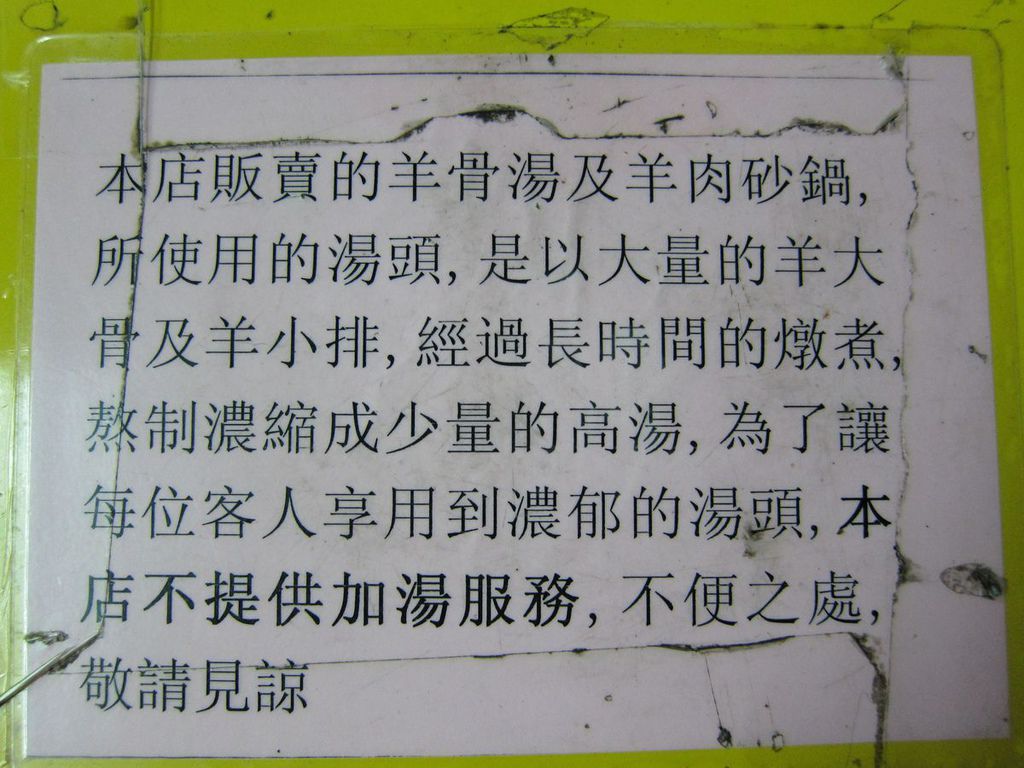 本店販賣的羊骨湯及羊肉砂鍋,
所使用的湯頭, 是以大量的羊大
骨及羊小排, 經過長時間的燉煮,
熬制濃縮成少量的高湯, 為了讓
每位客人享用到濃郁的湯頭, 本
店不提供加湯服務, 不便之處,
敬請見諒